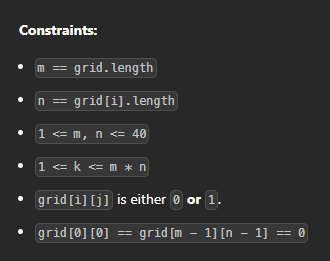 Constraints:
m == grid.length
n == grid[i].length
1 <= m, n <= 40
1 <= k <= m * n
grid[i][j] is either 0 or 1.
grid[0][0] == grid[m - 1][n - 1] == 0